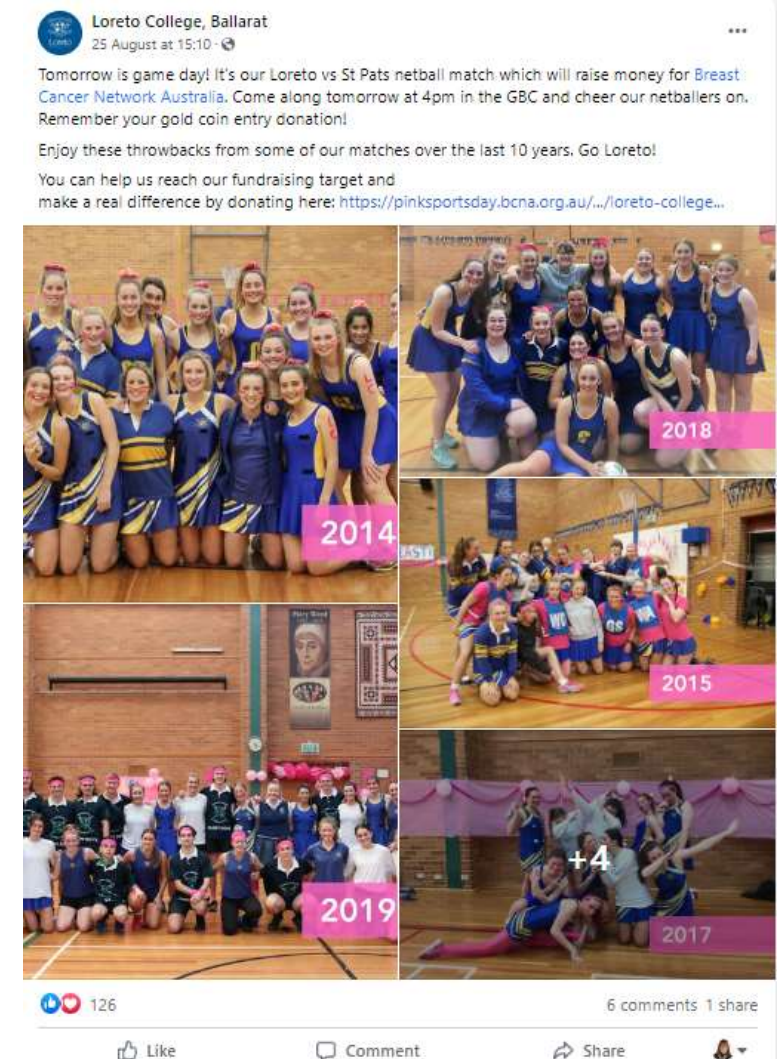 Loreto College, Ballarat
25 August at 15:10 ·
Tomorrow is game day! It's our Loreto vs St Pats netball match which will raise money for Breast
Cancer Network Australia. Come along tomorrow at 4pm in the GBC and cheer our netballers on.
Remember your gold coin entry donation!
Enjoy these throwbacks from some of our matches over the last 10 years. Go Loreto!
You can help us reach our fundraising target and
make a real difference by donating here: https://pinksportsday.bcna.org.au/.../loreto-college...
2014
2018
WD
GS
WA
2015
Mary Ward
2019
+4
2017
126
6 comments 1 share
Like
Comment
Share